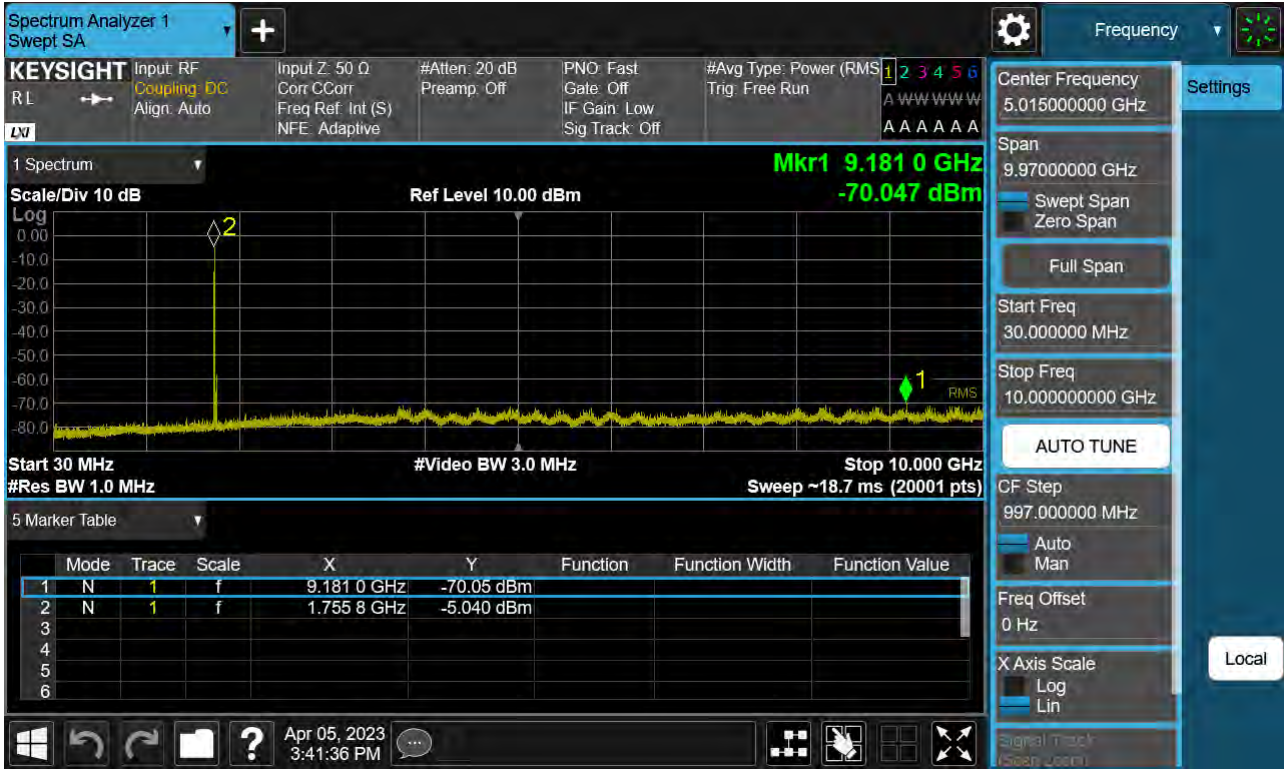 Spectrum Analyzer 1
Swept SA
Frequency
KEYSIGHT
RL
LXI
Input: RF
Coupling: DC
Align: Auto
Input Z: 50 Ω
Corr CCorr
Freq Ref: Int (S)
NFE: Adaptive
#Atten: 20 dB
Preamp: Off
PNO: Fast
Gate: Off
IF Gain: Low
Sig Track: Off
#Avg Type: Power (RMS
Trig: Free Run
1 2 3 4 5 6
A W W W W W
A A A A A A
1 Spectrum
Mkr1 9.181 0 GHz
-70.047 dBm
Scale/Div 10 dB
Ref Level 10.00 dBm
Log
0.00
-10.0
-20.0
-30.0
-40.0
-50.0
-60.0
-70.0
-80.0
2
1
RMS
Start 30 MHz
#Video BW 3.0 MHz
Stop 10.000 GHz
#Res BW 1.0 MHz
Sweep ~18.7 ms (20001 pts)
5 Marker Table
Mode Trace Scale X Y Function Function Width Function Value
1 N 1 f 9.181 0 GHz -70.05 dBm
2 N 1 f 1.755 8 GHz -5.040 dBm
3
4
5
6
Center Frequency
5.015000000 GHz
Settings
Span
9.97000000 GHz
Swept Span
Zero Span
Full Span
Start Freq
30.000000 MHz
Stop Freq
10.000000000 GHz
AUTO TUNE
CF Step
997.000000 MHz
Auto
Man
Freq Offset
0 Hz
X Axis Scale
Log
Lin
Signal Track
(Span Zoom)
Local
?
Apr 05, 2023
3:41:36 PM